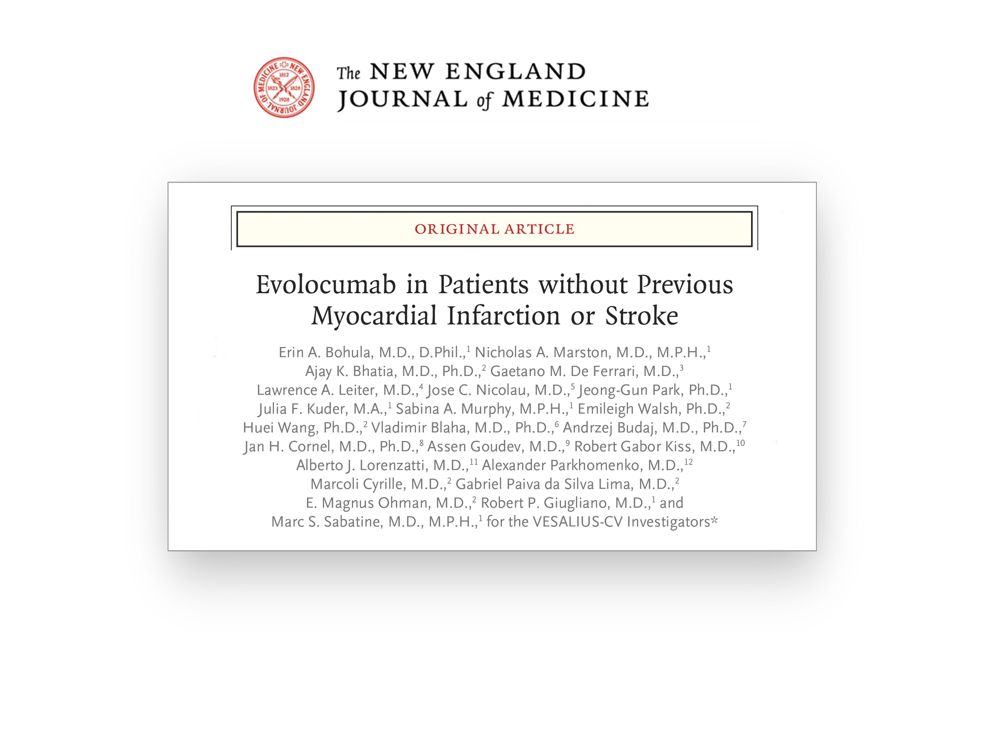 NEW ENGLAND JOURNAL OF MEDICINE
1812
1823 1828
1928
The NEW ENGLAND
JOURNAL of MEDICINE
ORIGINAL ARTICLE
Evolocumab in Patients without Previous
Myocardial Infarction or Stroke
Erin A. Bohula, M.D., D.Phil.,¹ Nicholas A. Marston, M.D., M.P.H.,¹
Ajay K. Bhatia, M.D., Ph.D.,² Gaetano M. De Ferrari, M.D.,³
Lawrence A. Leiter, M.D.,⁴ Jose C. Nicolau, M.D.,⁵ Jeong-Gun Park, Ph.D.,¹
Julia F. Kuder, M.A.,¹ Sabina A. Murphy, M.P.H.,¹ Emileigh Walsh, Ph.D.,²
Huei Wang, Ph.D.,² Vladimir Blaha, M.D., Ph.D.,⁶ Andrzej Budaj, M.D., Ph.D.,⁷
Jan H. Cornel, M.D., Ph.D.,⁸ Assen Goudev, M.D.,⁹ Robert Gabor Kiss, M.D.,¹⁰
Alberto J. Lorenzatti, M.D.,¹¹ Alexander Parkhomenko, M.D.,¹²
Marcoli Cyrille, M.D.,² Gabriel Paiva da Silva Lima, M.D.,²
E. Magnus Ohman, M.D.,² Robert P. Giugliano, M.D.,¹ and
Marc S. Sabatine, M.D., M.P.H.,¹ for the VESALIUS-CV Investigators*